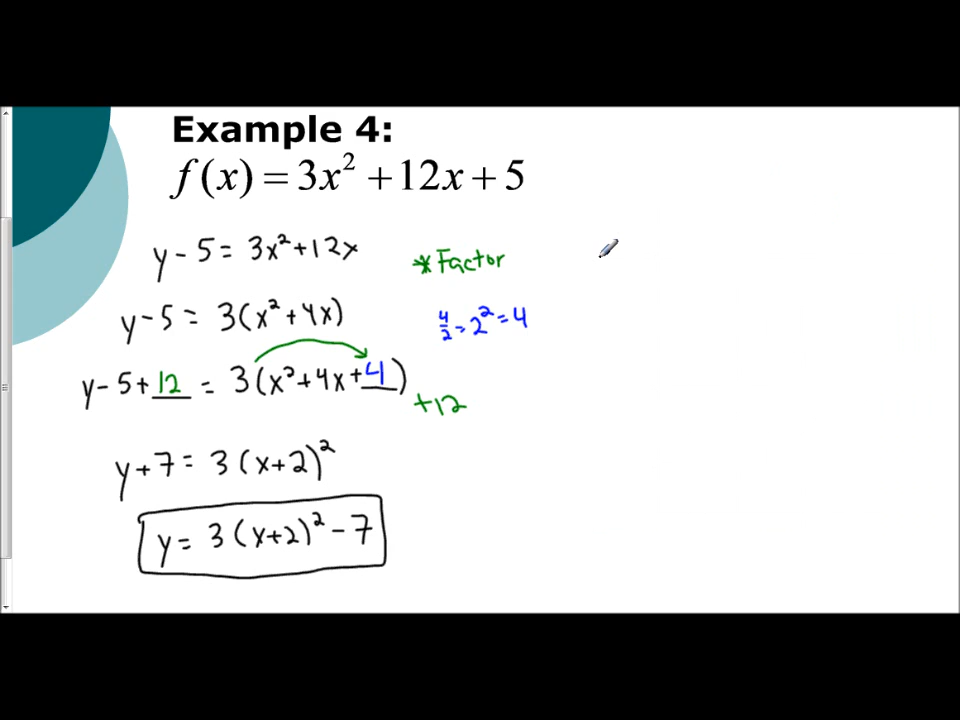 Example 4:
f(x) = 3x² + 12x + 5
y - 5 = 3x² + 12x
* Factor
y - 5 = 3(x² + 4x)
4/2 = 2² = 4
y - 5 + 12 = 3(x² + 4x + 4)
+12
y + 7 = 3(x + 2)²
y = 3(x + 2)² - 7